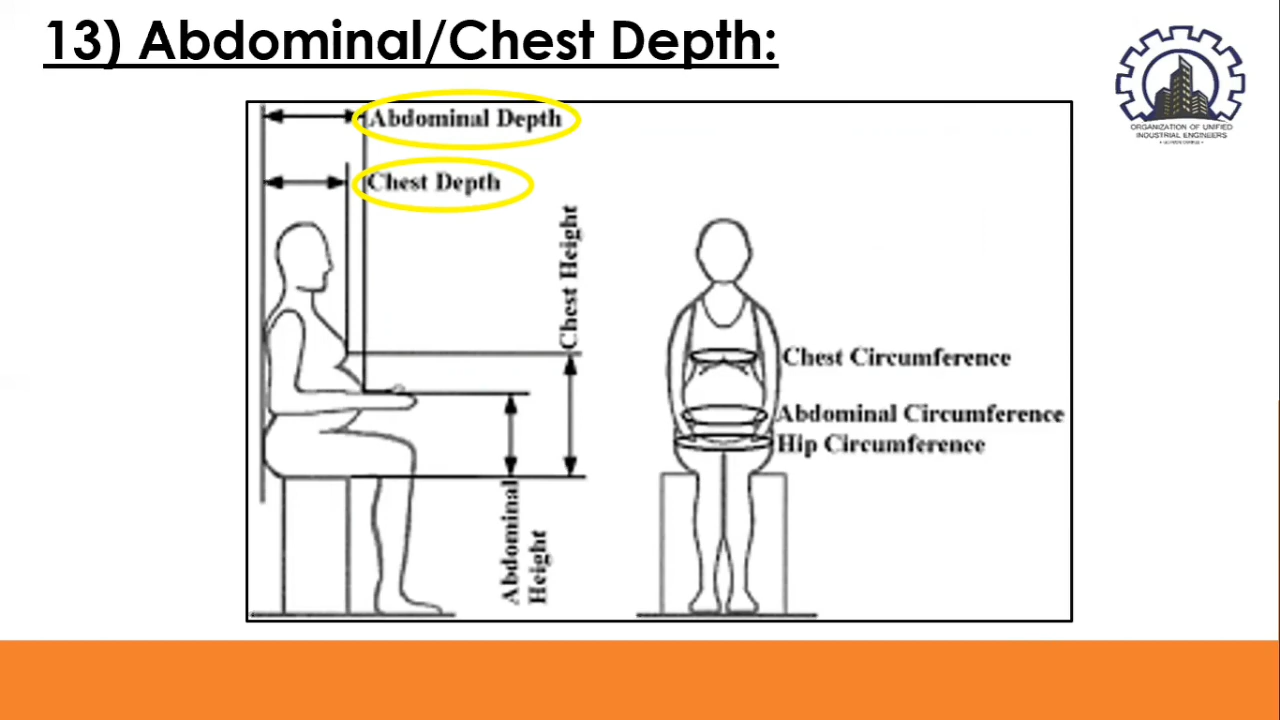 13) Abdominal/Chest Depth:
ORGANIZATION OF UNIFIED
INDUSTRIAL ENGINEERS
Abdominal Depth
Chest Depth
Chest Height
Abdominal
Height
Chest Circumference
Abdominal Circumference
Hip Circumference